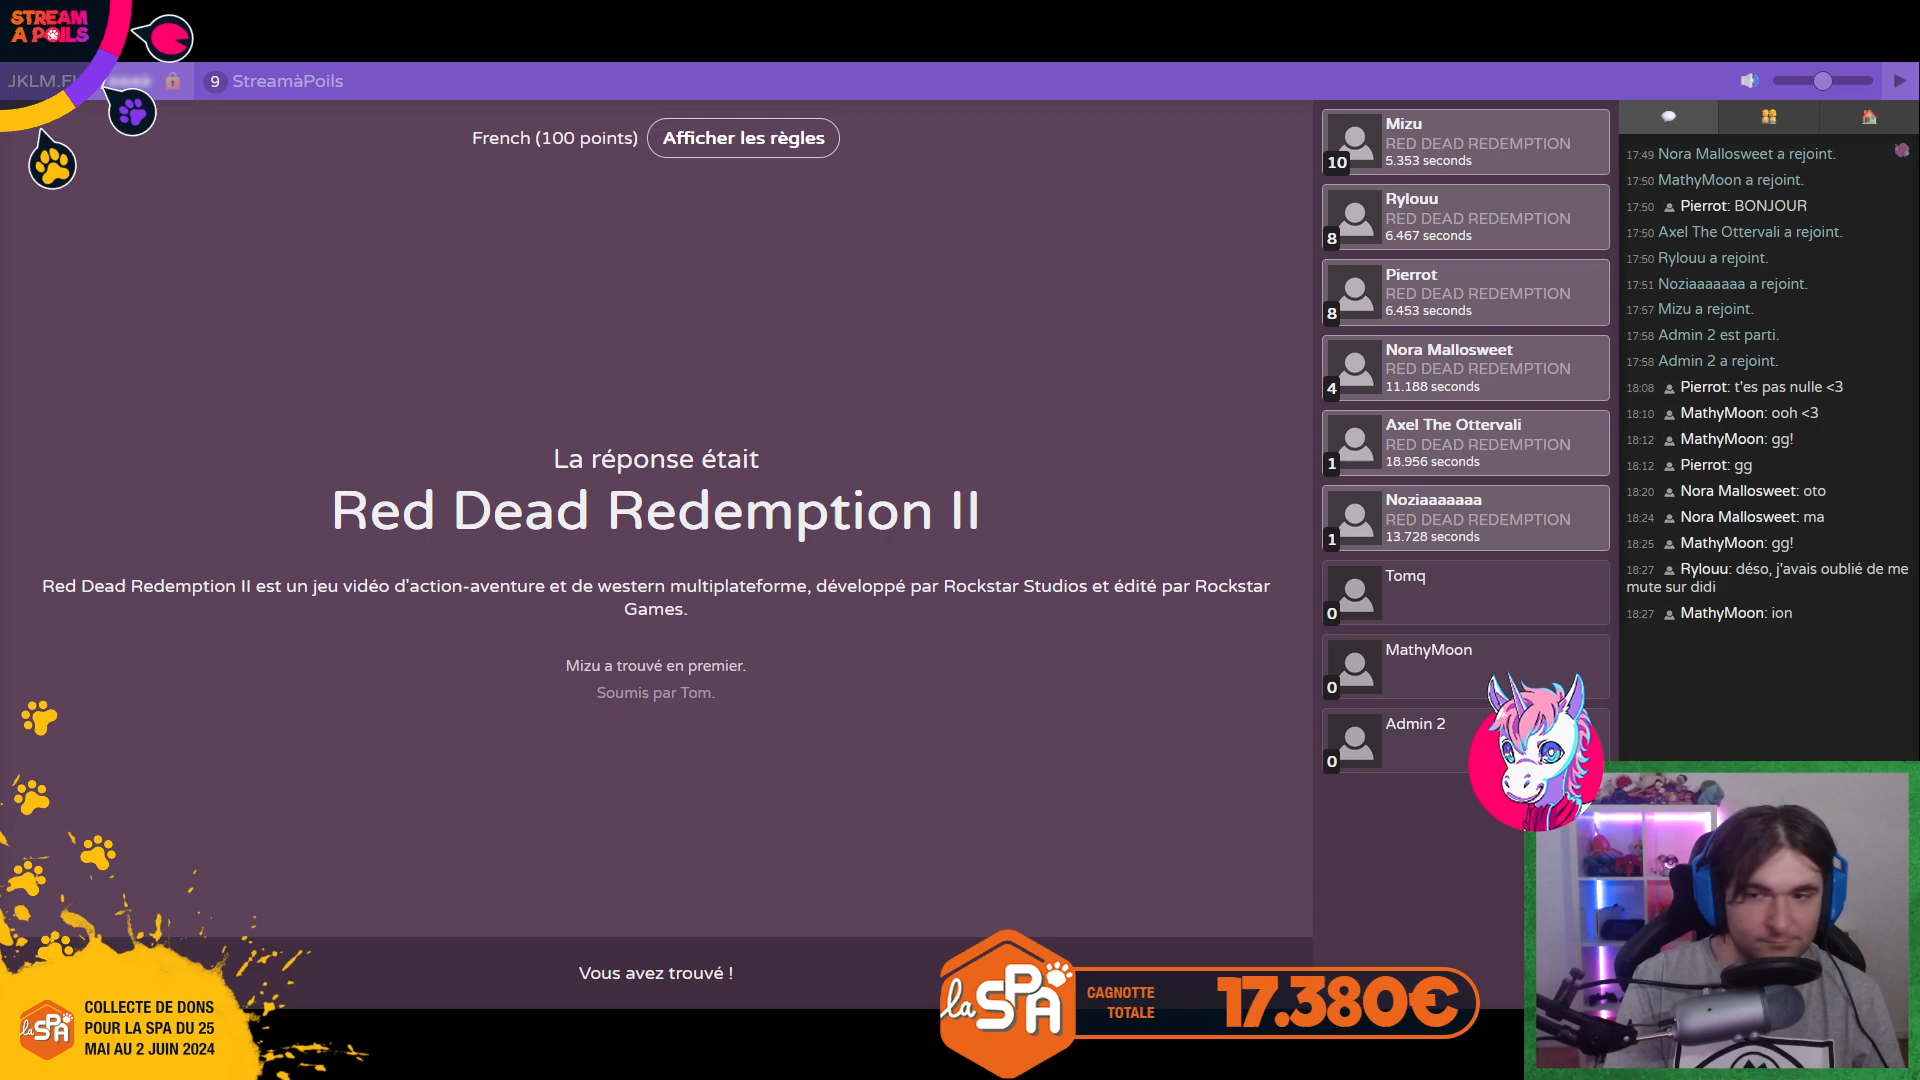 STREAM
A POILS
JKLM.F
9 StreamàPoils
French (100 points)
Afficher les règles
La réponse était
Red Dead Redemption II
Red Dead Redemption II est un jeu vidéo d'action-aventure et de western multiplateforme, développé par Rockstar Studios et édité par Rockstar
Games.
Mizu a trouvé en premier.
Soumis par Tom.
Vous avez trouvé !
Mizu
RED DEAD REDEMPTION
10
5.353 seconds
Rylouu
RED DEAD REDEMPTION
8
6.467 seconds
Pierrot
RED DEAD REDEMPTION
8
6.453 seconds
Nora Mallosweet
RED DEAD REDEMPTION
4
11.188 seconds
Axel The Ottervali
RED DEAD REDEMPTION
1
18.956 seconds
Noziaaaaaaa
RED DEAD REDEMPTION
1
13.728 seconds
Tomq
0
MathyMoon
0
Admin 2
0
17:49 Nora Mallosweet a rejoint.
17:50 MathyMoon a rejoint.
17:50 Pierrot: BONJOUR
17:50 Axel The Ottervali a rejoint.
17:50 Rylouu a rejoint.
17:51 Noziaaaaaaa a rejoint.
17:57 Mizu a rejoint.
17:58 Admin 2 est parti.
17:58 Admin 2 a rejoint.
18:08 Pierrot: t'es pas nulle <3
18:10 MathyMoon: ooh <3
18:12 MathyMoon: gg!
18:12 Pierrot: gg
18:20 Nora Mallosweet: oto
18:24 Nora Mallosweet: ma
18:25 MathyMoon: gg!
18:27 Rylouu: déso, j'avais oublié de me
mute sur didi
18:27 MathyMoon: ion
la SPA
COLLECTE DE DONS
POUR LA SPA DU 25
MAI AU 2 JUIN 2024
la SPA
CAGNOTTE
TOTALE
17.380€